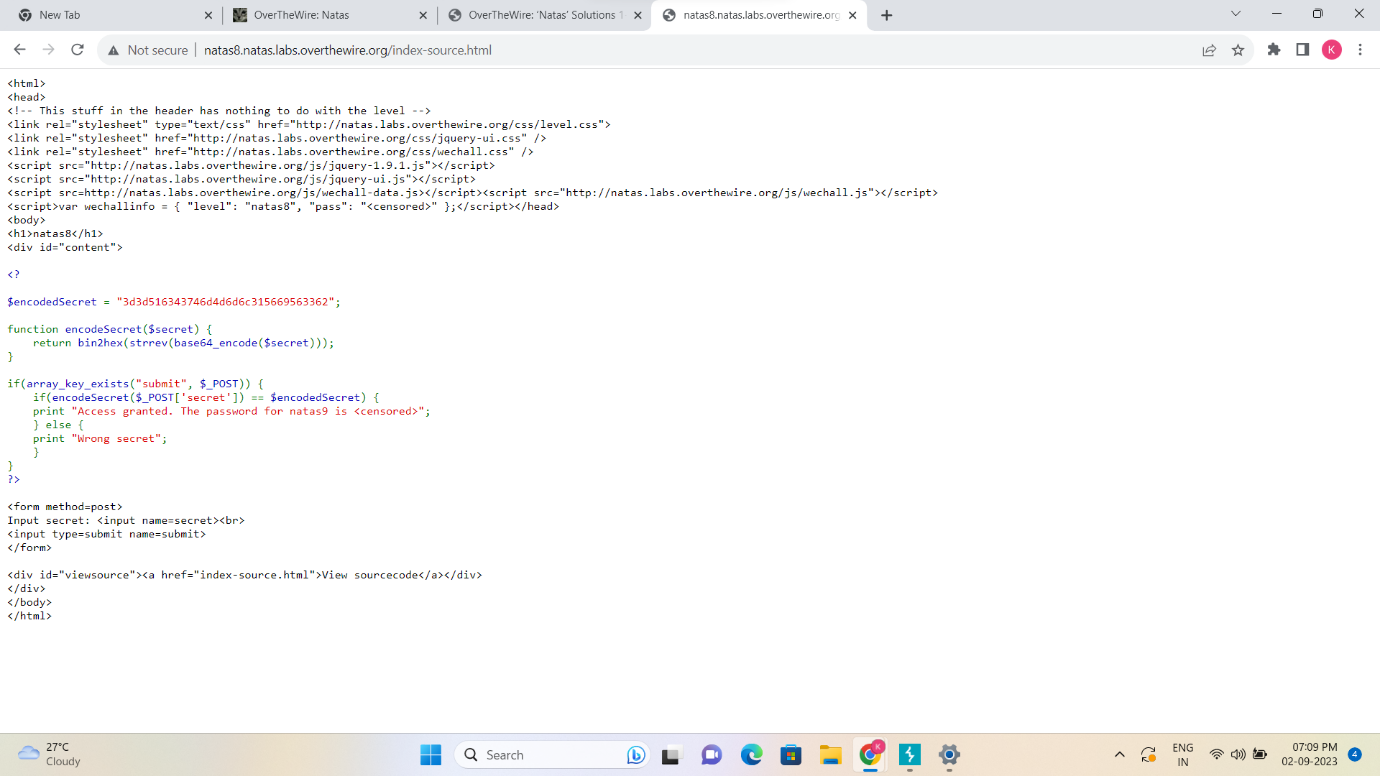 New Tab
OverTheWire: Natas
OverTheWire: 'Natas' Solutions 1
natas8.natas.labs.overthewire.org
Not secure
natas8.natas.labs.overthewire.org/index-source.html
K
<html>
<head>
<!-- This stuff in the header has nothing to do with the level -->
<link rel="stylesheet" type="text/css" href="http://natas.labs.overthewire.org/css/level.css">
<link rel="stylesheet" href="http://natas.labs.overthewire.org/css/jquery-ui.css" />
<link rel="stylesheet" href="http://natas.labs.overthewire.org/css/wechall.css" />
<script src="http://natas.labs.overthewire.org/js/jquery-1.9.1.js"></script>
<script src="http://natas.labs.overthewire.org/js/jquery-ui.js"></script>
<script src=http://natas.labs.overthewire.org/js/wechall-data.js></script><script src="http://natas.labs.overthewire.org/js/wechall.js"></script>
<script>var wechallinfo = { "level": "natas8", "pass": "<censored>" };</script></head>
<body>
<h1>natas8</h1>
<div id="content">
<?
$encodedSecret = "3d3d516343746d4d6d6c315669563362";
function encodeSecret($secret) {
return bin2hex(strrev(base64_encode($secret)));
}
if(array_key_exists("submit", $_POST)) {
if(encodeSecret($_POST['secret']) == $encodedSecret) {
print "Access granted. The password for natas9 is <censored>";
} else {
print "Wrong secret";
}
}
?>
<form method=post>
Input secret: <input name=secret><br>
<input type=submit name=submit>
</form>
<div id="viewsource"><a href="index-source.html">View sourcecode</a></div>
</div>
</body>
</html>
27°C
Cloudy
Search
K
ENG
IN
07:09 PM
02-09-2023
4